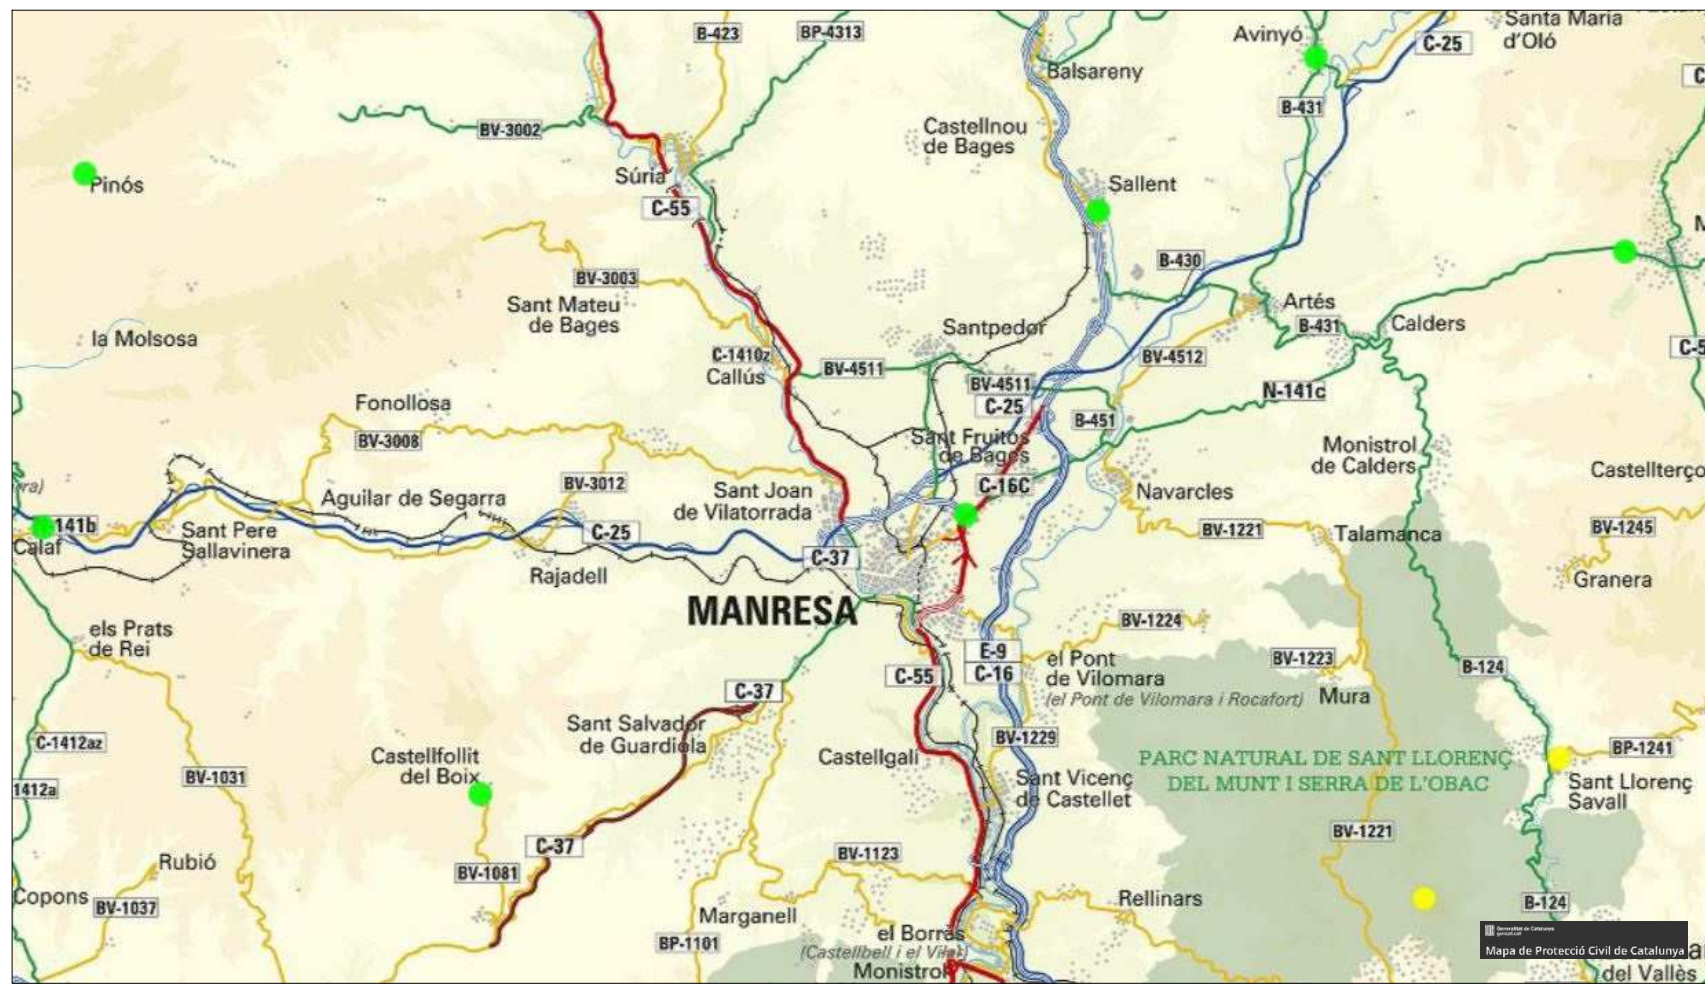 B-423
BP-4313
Avinyó
C-25
Santa Maria
d'Oló
Balsareny
B-431
BV-3002
Castellnou
de Bages
Pinós
Súria
C-55
Sallent
B-430
BV-3003
Sant Mateu
de Bages
Artés
B-431
Calders
la Molsosa
Santpedor
C-1410z
Callús
BV-4511
BV-4512
BV-4511
C-25
N-141c
Fonollosa
BV-3008
B-451
Sant Fruitós
de Bages
Monistrol
de Calders
Castellterço
C-16C
Navarcles
BV-3012
Aguilar de Segarra
Sant Joan
de Vilatorrada
141b
Calaf
Sant Pere
Sallavinera
C-25
C-37
BV-1221
Talamanca
BV-1245
Rajadell
Granera
MANRESA
els Prats
de Rei
BV-1224
E-9
C-16
C-55
el Pont
de Vilomara
(el Pont de Vilomara i Rocafort)
BV-1223
Mura
B-124
C-37
Sant Salvador
de Guardiola
C-1412az
BV-1229
BP-1241
Castellfollit
del Boix
Castellgalí
PARC NATURAL DE SANT LLORENÇ
DEL MUNT I SERRA DE L'OBAC
BV-1031
1412a
Sant Vicenç
de Castellet
Sant Llorenç
Savall
BV-1221
C-37
BV-1123
Rubió
BV-1081
Copons
BV-1037
Rellinars
B-124
Marganell
BP-1101
el Borràs
(Castellbell i el Vilar)
Monistrol
Generalitat de Catalunya
gencat.cat
Mapa de Protecció Civil de Catalunya
del Vallès